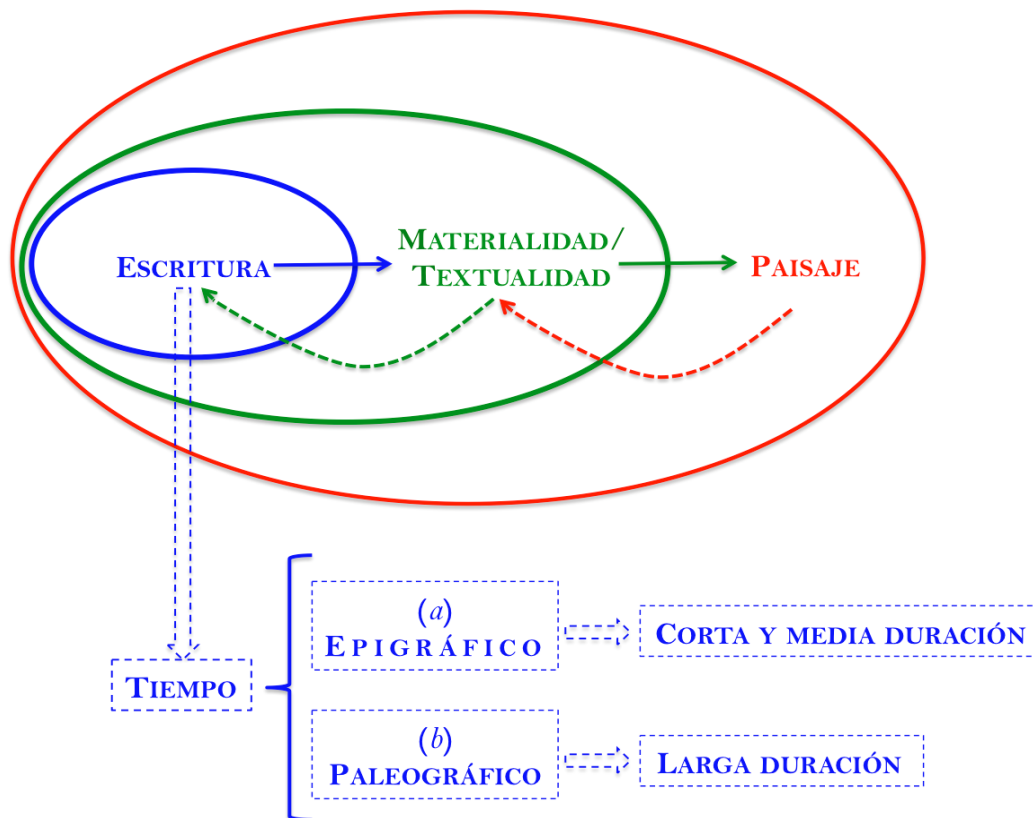 ESCRITURA
MATERIALIDAD/
TEXTUALIDAD
PAISAJE
TIEMPO
(a)
EPIGRÁFICO
CORTA Y MEDIA DURACIÓN
(b)
PALEOGRÁFICO
LARGA DURACIÓN